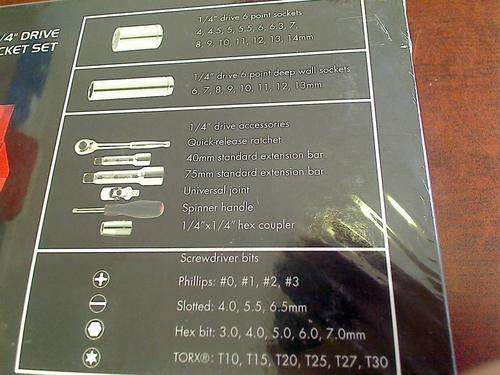 /4" DRIVE
CKET SET
1/4" drive 6 point sockets
4, 4.5, 5, 5.5, 6, 6.3, 7,
8, 9, 10, 11, 12, 13, 14mm
1/4" drive 6 point deep wall sockets
6, 7, 8, 9, 10, 11, 12, 13mm
1/4" drive accessories
Quick-release ratchet
40mm standard extension bar
75mm standard extension bar
Universal joint
Spinner handle
1/4"x1/4" hex coupler
Screwdriver bits
Phillips: #0, #1, #2, #3
Slotted: 4.0, 5.5, 6.5mm
Hex bit: 3.0, 4.0, 5.0, 6.0, 7.0mm
TORX®: T10, T15, T20, T25, T27, T30